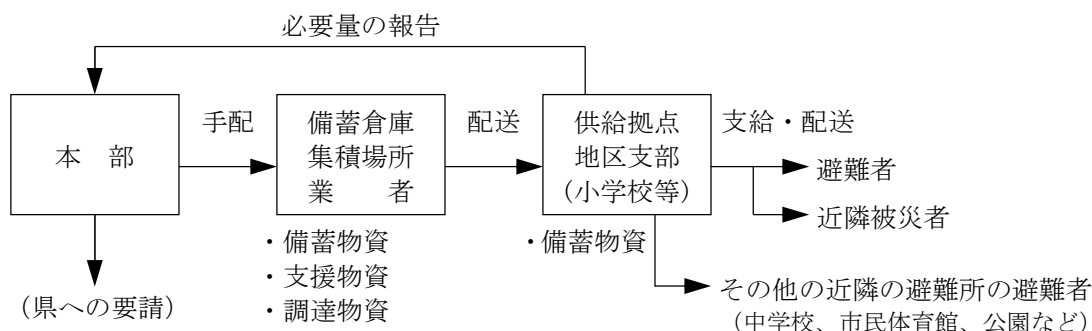 必要量の報告
本　部
手配
備蓄倉庫
集積場所
業　　者
配送
供給拠点
地区支部
（小学校等）
支給・配送
避難者
近隣被災者
（県への要請）
・備蓄物資
・支援物資
・調達物資
・備蓄物資
その他の近隣の避難所の避難者
（中学校、市民体育館、公園など）